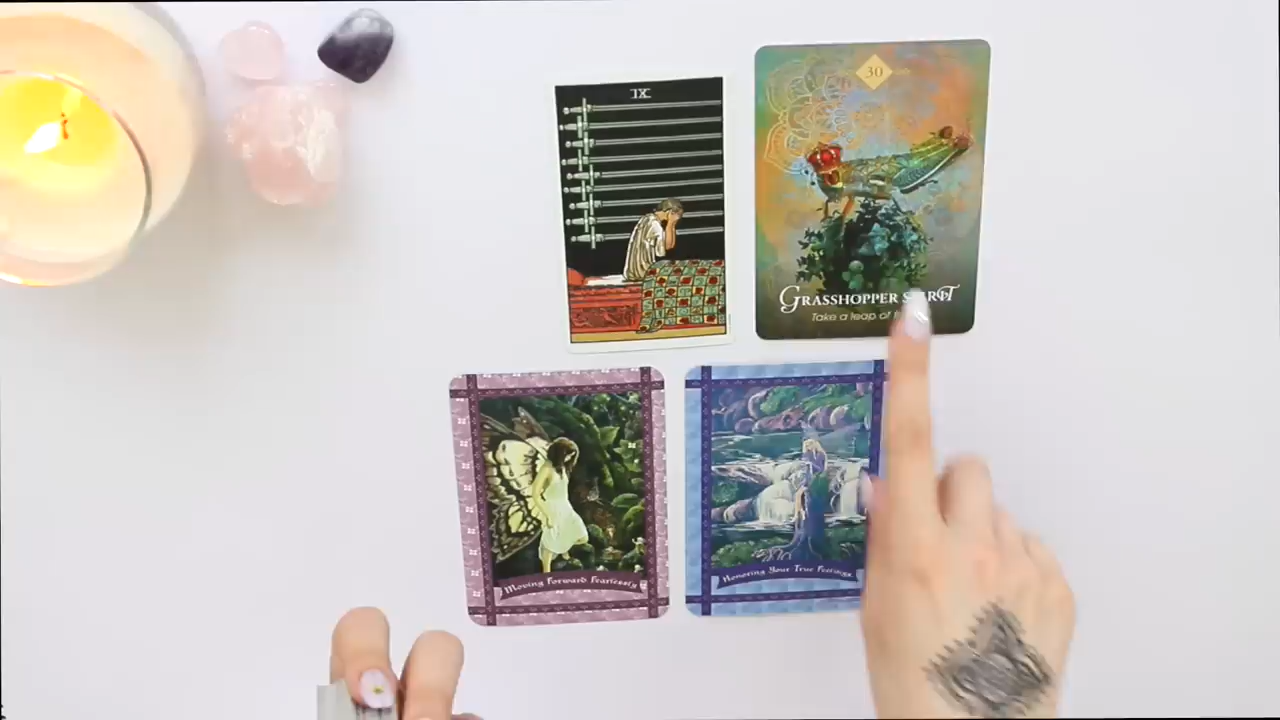 IX
30
GRASSHOPPER
Take a leap of
Moving Forward Fearlessly
Honoring Your True Feelings